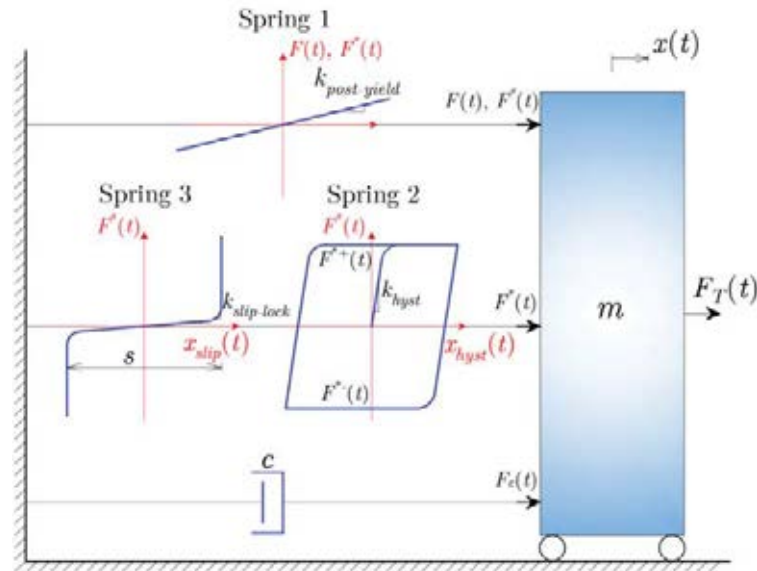 Spring 1
F(t), F*(t)
x(t)
k_post-yield
F(t), F*(t)
Spring 3
Spring 2
F*(t)
F*(t)
F*+(t)
k_hyst
k_slip-lock
F*(t)
m
F_T(t)
x_slip(t)
x_hyst(t)
s
F*-(t)
c
F_c(t)